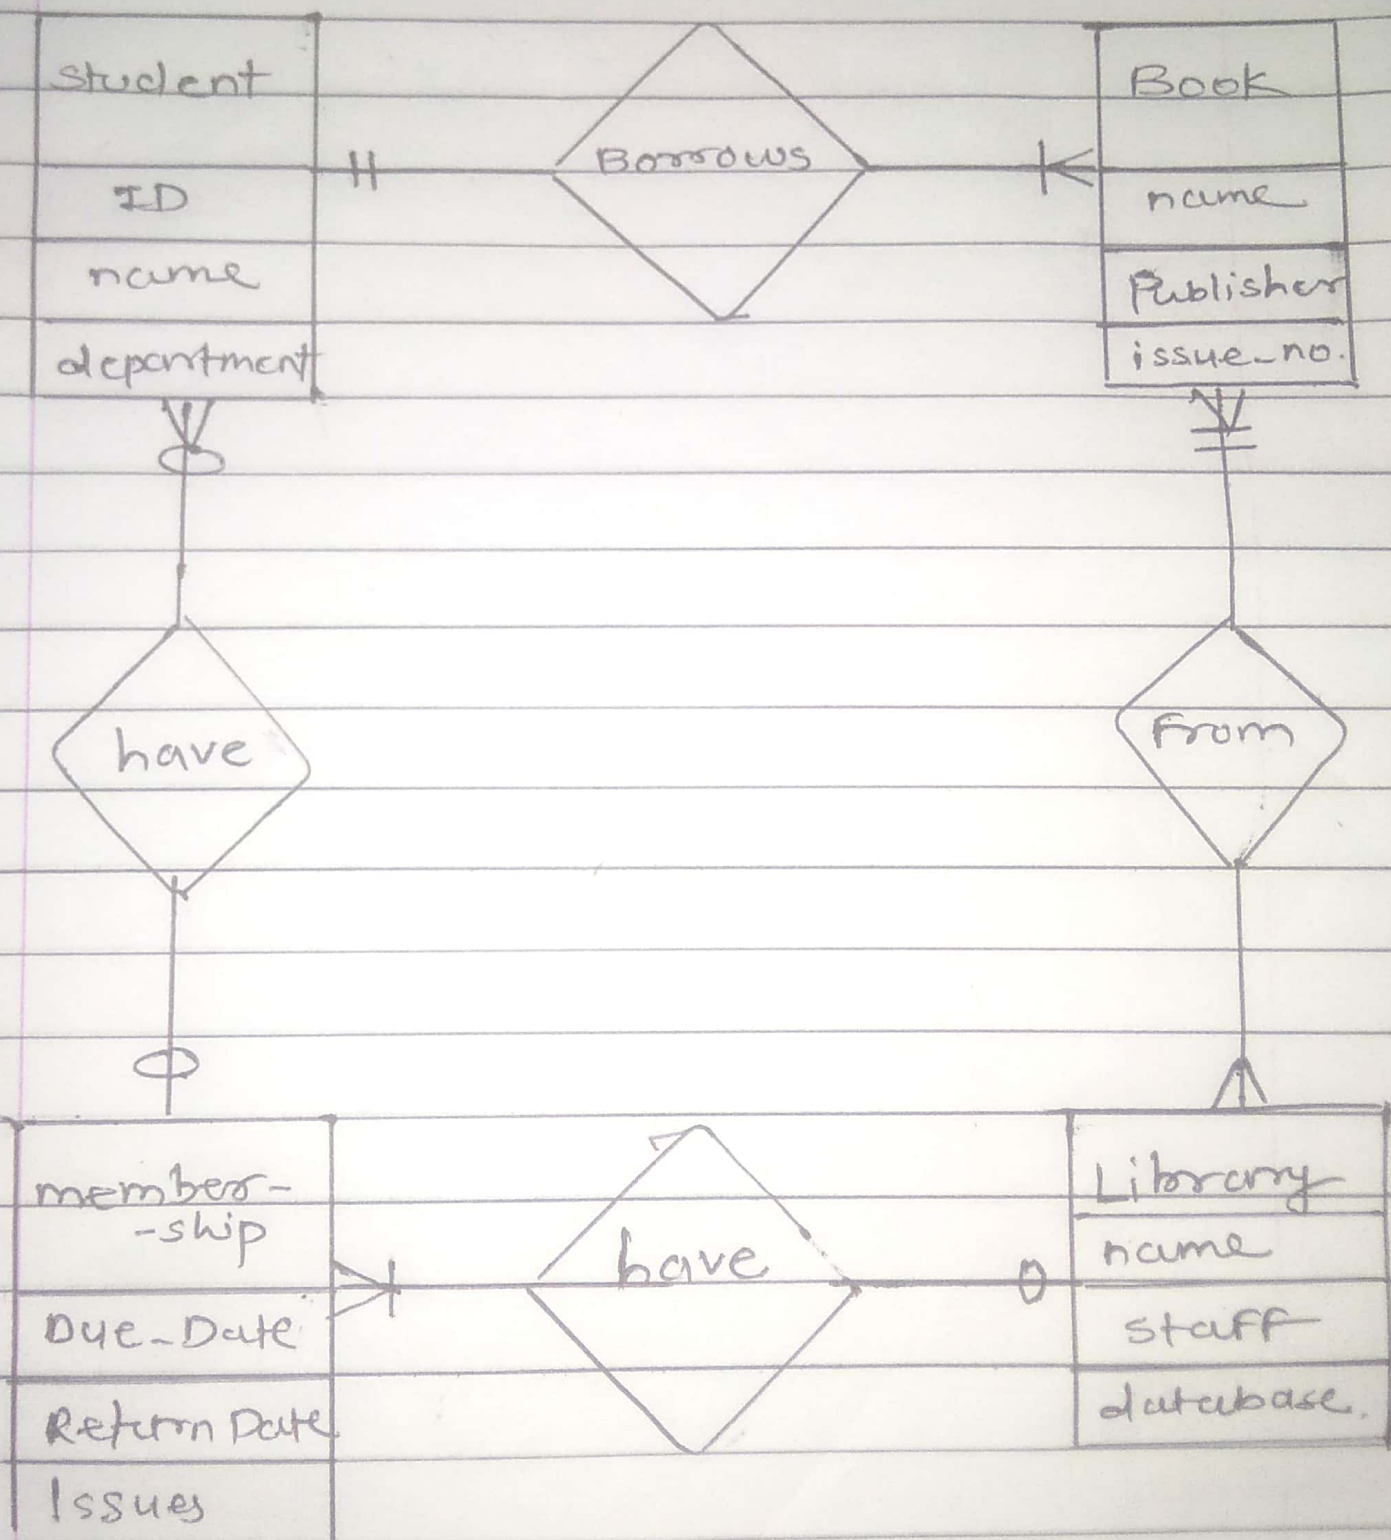 Student
ID
name
department
Borrows
Book
name
Publisher
issue_no.
have
From
member-
-ship
Due_Date
Return Date
Issues
have
Library
name
staff
database.